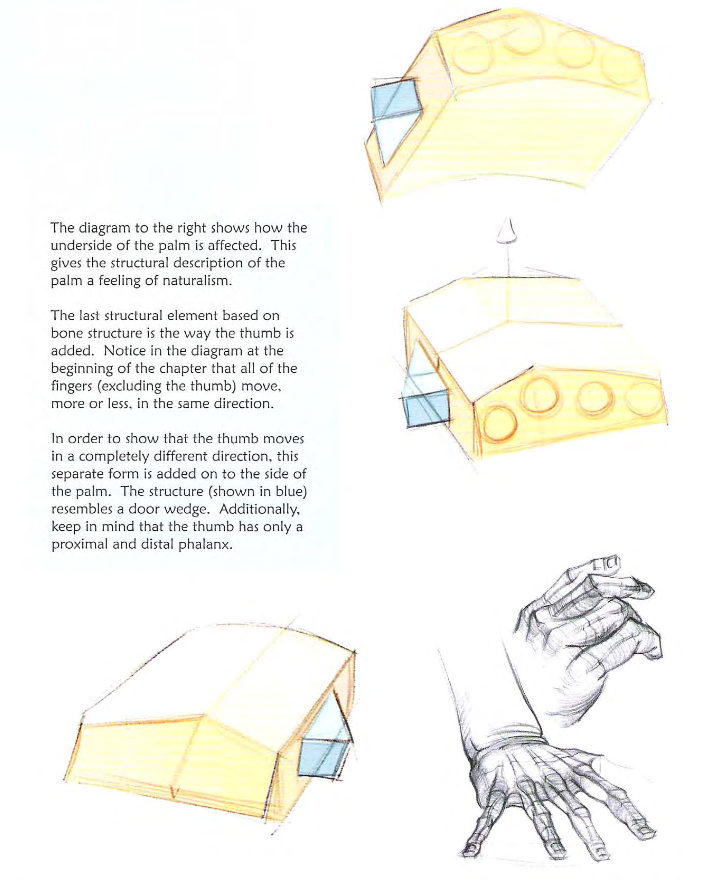 The diagram to the right shows how the
underside of the palm is affected.  This
gives the structural description of the
palm a feeling of naturalism.
The last structural element based on
bone structure is the way the thumb is
added.  Notice in the diagram at the
beginning of the chapter that all of the
fingers (excluding the thumb) move,
more or less, in the same direction.
In order to show that the thumb moves
in a completely different direction, this
separate form is added on to the side of
the palm.  The structure (shown in blue)
resembles a door wedge.  Additionally,
keep in mind that the thumb has only a
proximal and distal phalanx.